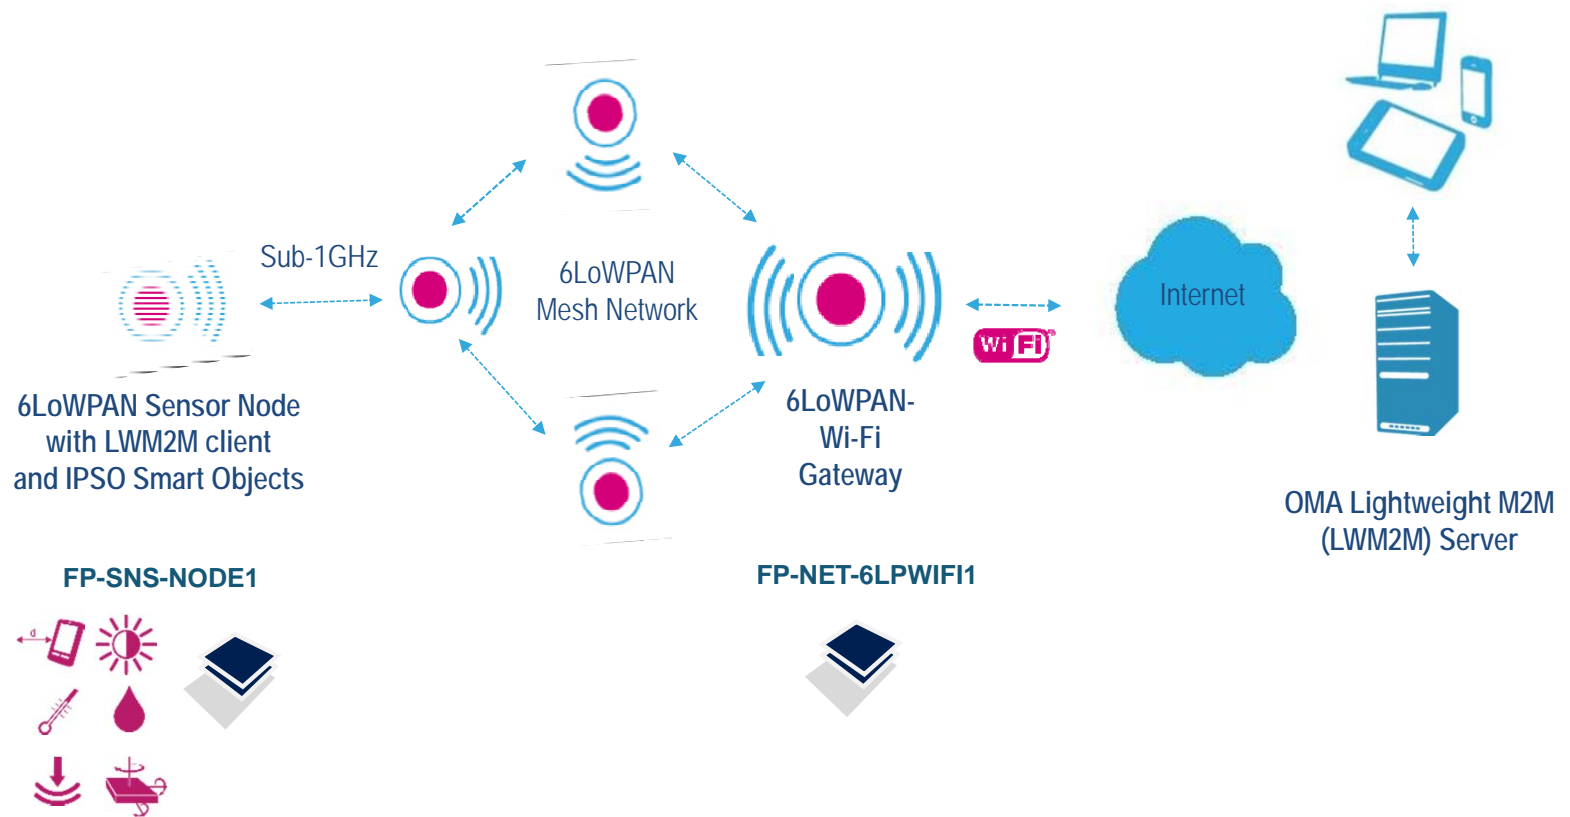 Sub-1GHz
6LoWPAN
Mesh Network
Internet
Wi Fi
6LoWPAN Sensor Node
with LWM2M client
and IPSO Smart Objects
6LoWPAN-
Wi-Fi
Gateway
OMA Lightweight M2M
(LWM2M) Server
FP-SNS-NODE1
FP-NET-6LPWIFI1
d